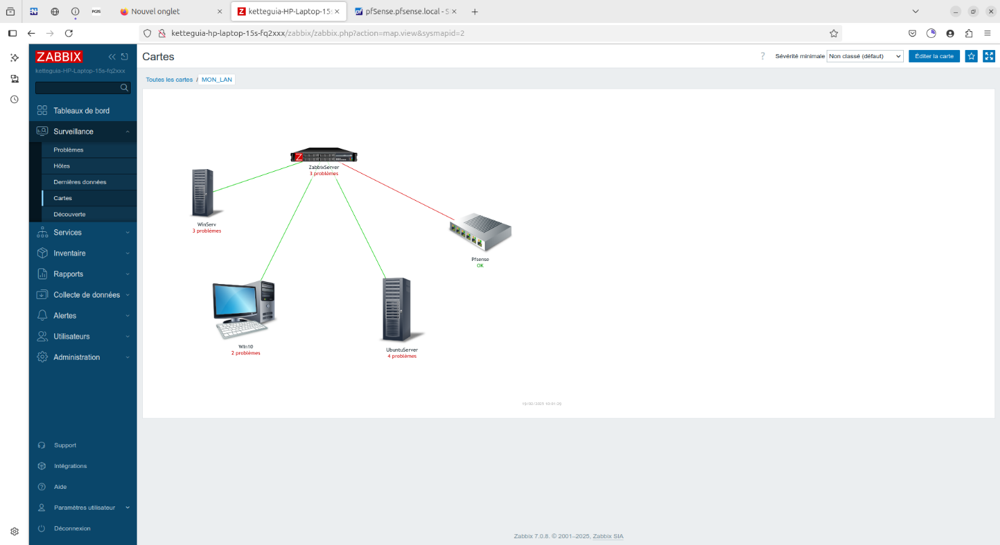 PG2S
Nouvel onglet
ketteguia-HP-Laptop-15s
pfSense.pfsense.local - S
ketteguia-hp-laptop-15s-fq2xxx/zabbix/zabbix.php?action=map.view&sysmapid=2
ZABBIX
ketteguia-HP-Laptop-15s-fq2xxx
Tableaux de bord
Surveillance
Problèmes
Hôtes
Dernières données
Cartes
Découverte
Services
Inventaire
Rapports
Collecte de données
Alertes
Utilisateurs
Administration
Support
Intégrations
Aide
Paramètres utilisateur
Déconnexion
Cartes
? Sévérité minimale Non classé (défaut) Éditer la carte
Toutes les cartes / MON_LAN
Z
ZabbixServer
3 problèmes
WinServ
3 problèmes
Pfsense
OK
WIn10
2 problèmes
UbuntuServer
4 problèmes
Zabbix 7.0.8. © 2001–2025, Zabbix SIA